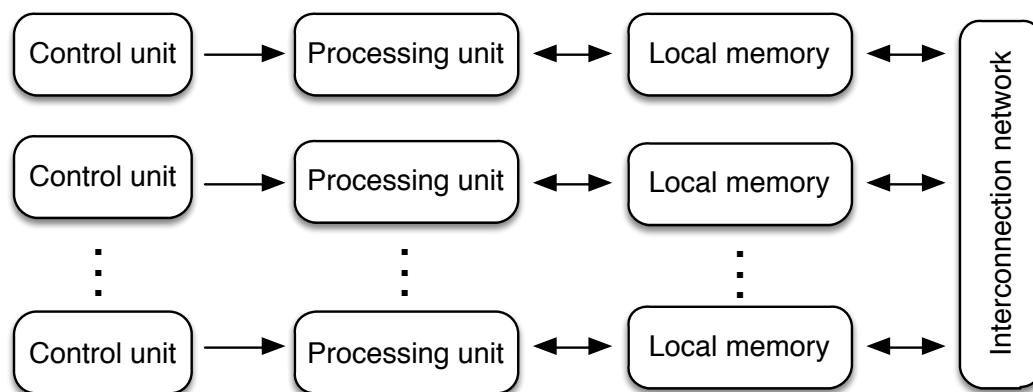 Control unit
Processing unit
Local memory
Control unit
Processing unit
Local memory
Control unit
Processing unit
Local memory
Interconnection network